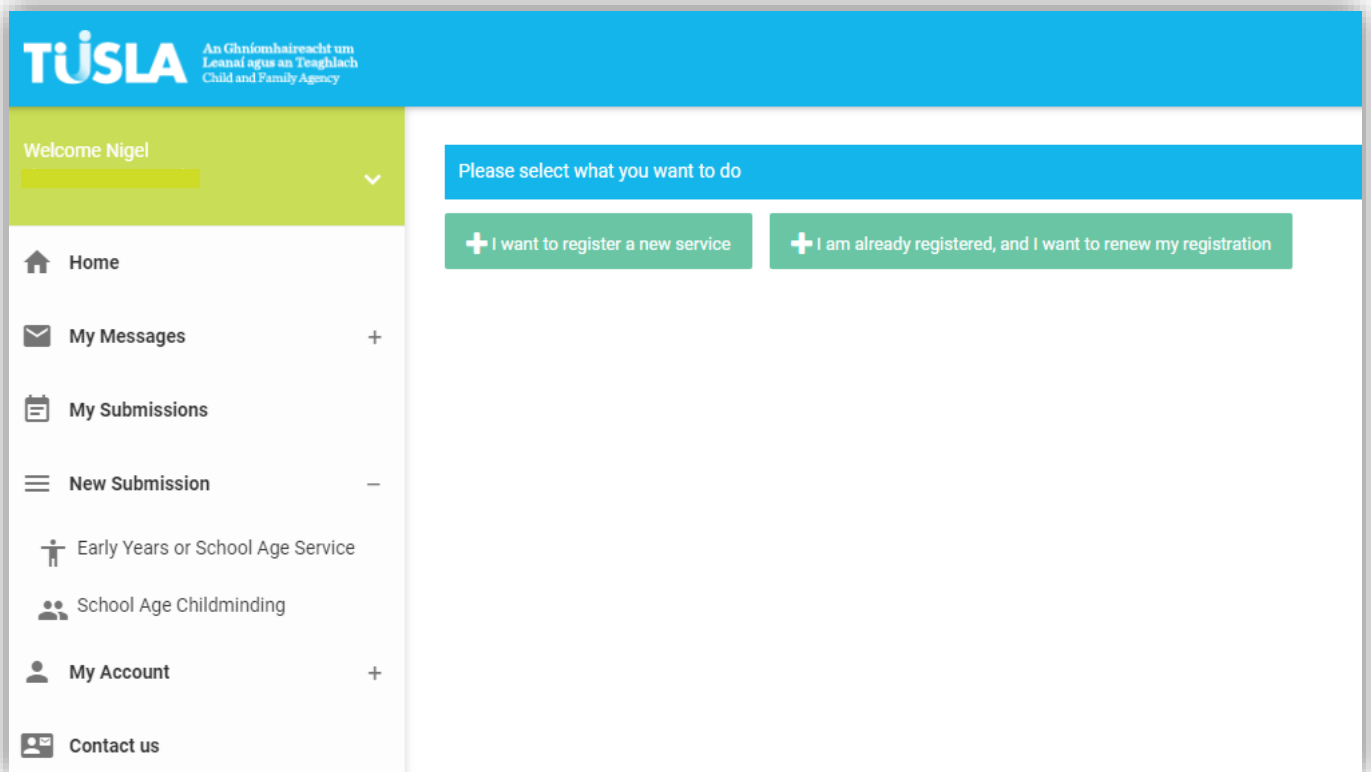 TUSLA
An Ghníomhaireacht um
Leanaí agus an Teaghlach
Child and Family Agency
Welcome Nigel
Please select what you want to do
I want to register a new service
I am already registered, and I want to renew my registration
Home
My Messages
My Submissions
New Submission
Early Years or School Age Service
School Age Childminding
My Account
Contact us